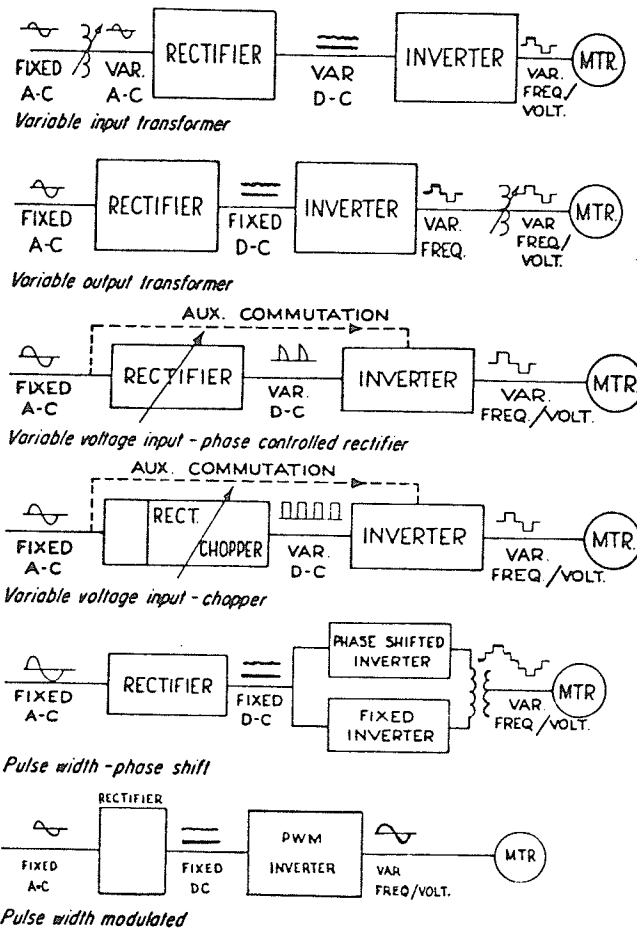 RECTIFIER
INVERTER
MTR.
FIXED A-C
VAR. A-C
VAR D-C
VAR. FREQ./ VOLT.
Variable input transformer
RECTIFIER
INVERTER
MTR.
FIXED A-C
FIXED D-C
VAR. FREQ.
VAR FREQ/ VOLT.
Variable output transformer
AUX. COMMUTATION
RECTIFIER
INVERTER
MTR.
FIXED A-C
VAR. D-C
VAR. FREQ./VOLT.
Variable voltage input - phase controlled rectifier
AUX. COMMUTATION
RECT.
CHOPPER
INVERTER
MTR.
FIXED A-C
VAR. D-C
VAR. FREQ./VOLT.
Variable voltage input - chopper
PHASE SHIFTED INVERTER
RECTIFIER
FIXED INVERTER
MTR
FIXED A-C
FIXED D-C
VAR. FREQ/VOLT.
Pulse width - phase shift
RECTIFIER
PWM INVERTER
MTR
FIXED A-C
FIXED DC
VAR FREQ/VOLT.
Pulse width modulated